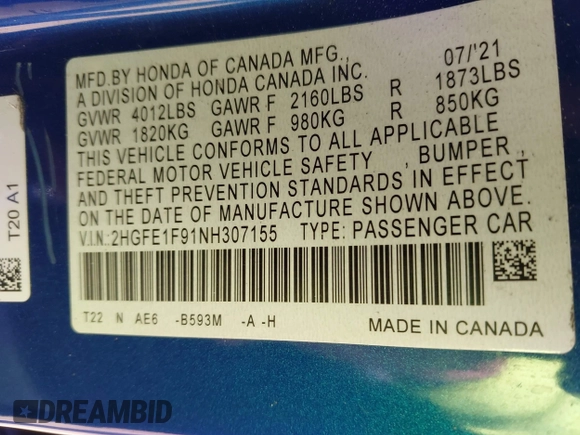 MFD.BY HONDA OF CANADA MFG., 07/'21
A DIVISION OF HONDA CANADA INC.
GVWR 4012LBS GAWR F 2160LBS R 1873LBS
GVWR 1820KG GAWR F 980KG R 850KG
THIS VEHICLE CONFORMS TO ALL APPLICABLE
FEDERAL MOTOR VEHICLE SAFETY , BUMPER ,
AND THEFT PREVENTION STANDARDS IN EFFECT
ON THE DATE OF MANUFACTURE SHOWN ABOVE.
V.I.N.:2HGFE1F91NH307155 TYPE: PASSENGER CAR
T22 N AE6 -B593M -A -H MADE IN CANADA
T20 A1
DREAMBID